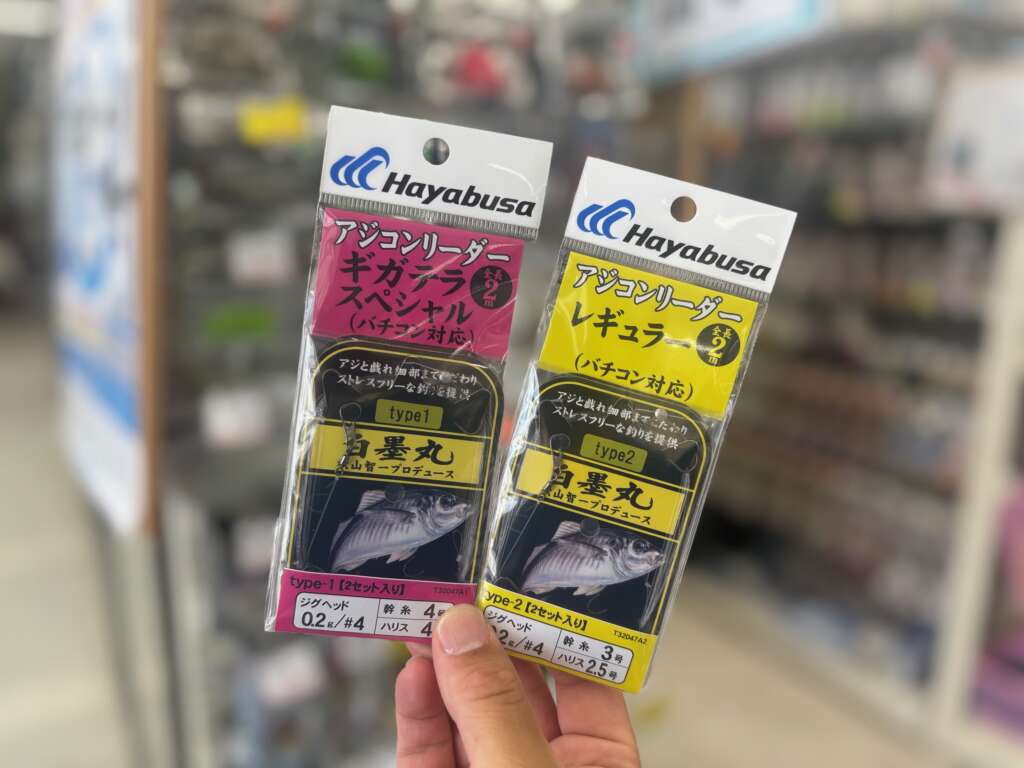 Hayabusa
アジコンリーダー
ギガテラ
スペシャル
全長2m
(バチコン対応)
アジと戯れ細部までこだわり
ストレスフリーな釣りを提供
type1
白墨丸
山智一プロデュース
type-1【2セット入り】
T32047A1
ジグヘッド
0.2g/#4
幹糸 4号
ハリス 4
Hayabusa
アジコンリーダー
レギュラー
全長2m
(バチコン対応)
アジと戯れ細部までこだわり
ストレスフリーな釣りを提供
type2
白墨丸
山智一プロデュース
type-2【2セット入り】
T32047A2
ジグヘッド
0.2g/#4
幹糸 3号
ハリス 2.5号